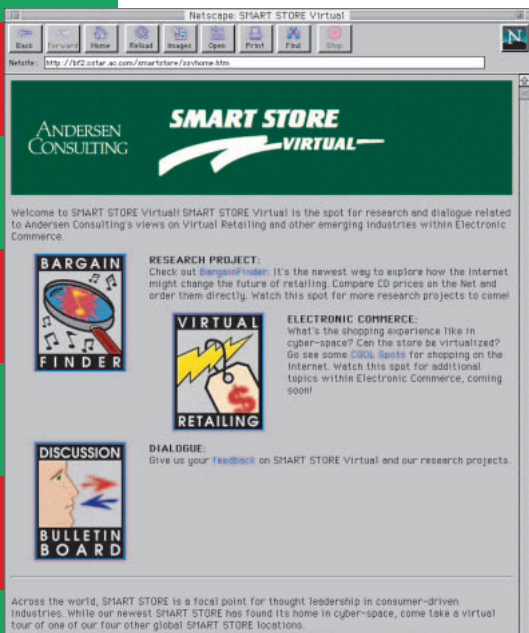 Netscape: SMART STORE Virtual
Back Forward Home Reload Images Open Print Find Stop
N
Netsite: http://bf2.cstar.ac.com/smartstore/ssvhome.htm
ANDERSEN
CONSULTING
SMART STORE
VIRTUAL
Welcome to SMART STORE Virtual! SMART STORE Virtual is the spot for research and dialogue related
to Andersen Consulting's views on Virtual Retailing and other emerging industries within Electronic
Commerce.
BARGAIN
FINDER
RESEARCH PROJECT:
Check out BargainFinder. It's the newest way to explore how the Internet
might change the future of retailing. Compare CD prices on the Net and
order them directly. Watch this spot for more research projects to come!
VIRTUAL
RETAILING
ELECTRONIC COMMERCE:
What's the shopping experience like in
cyber-space? Can the store be virtualized?
Go see some COOL Spots for shopping on the
Internet. Watch this spot for additional
topics within Electronic Commerce, coming
soon!
DISCUSSION
BULLETIN
BOARD
DIALOGUE:
Give us your feedback on SMART STORE Virtual and our research projects.
Across the world, SMART STORE is a focal point for thought leadership in consumer-driven
industries. While our newest SMART STORE has found its home in cyber-space, come take a virtual
tour of one of our four other global SMART STORE locations.